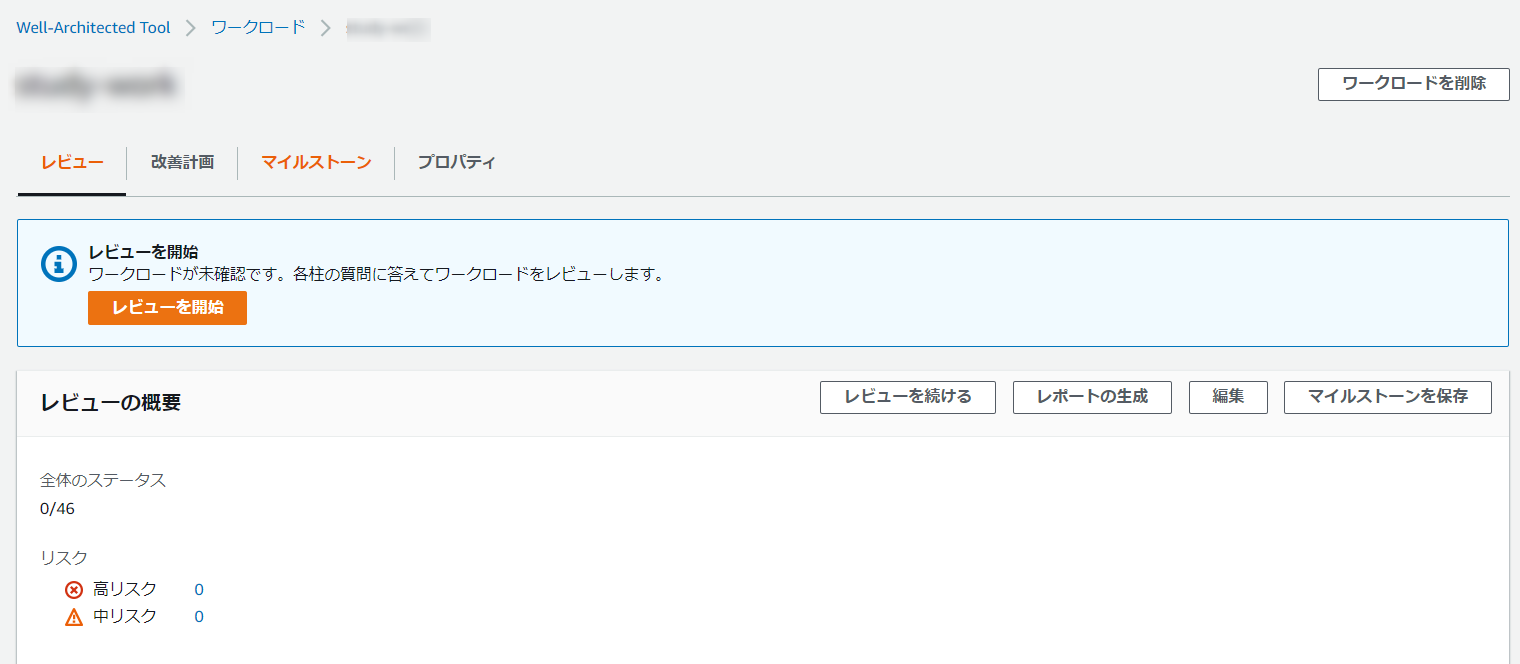 Well-Architected Tool > ワークロード >
ワークロードを削除
レビュー 改善計画 マイルストーン プロパティ
レビューを開始
ワークロードが未確認です。各柱の質問に答えてワークロードをレビューします。
レビューを開始
レビューの概要 レビューを続ける レポートの生成 編集 マイルストーンを保存
全体のステータス
0/46
リスク
高リスク 0
中リスク 0